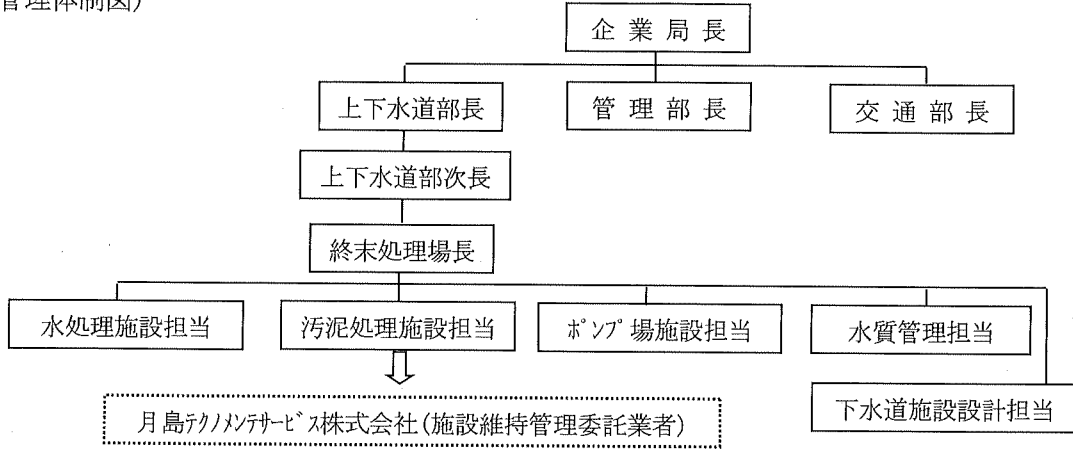 管理体制図)
企業局長
上下水道部長
管理部長
交通部長
上下水道部次長
終末処理場長
水処理施設担当
汚泥処理施設担当
ﾎﾟﾝﾌﾟ場施設担当
水質管理担当
下水道施設設計担当
月島ﾃｸﾉﾒﾝﾃｻｰﾋﾞｽ株式会社(施設維持管理委託業者)